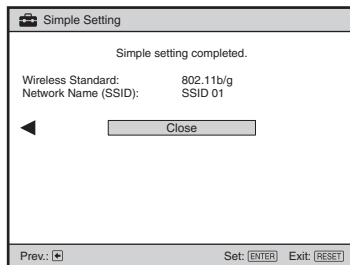 Simple Setting
Simple setting completed.
Wireless Standard: 802.11b/g
Network Name (SSID): SSID 01
Close
Prev.: Set: ENTER Exit: RESET